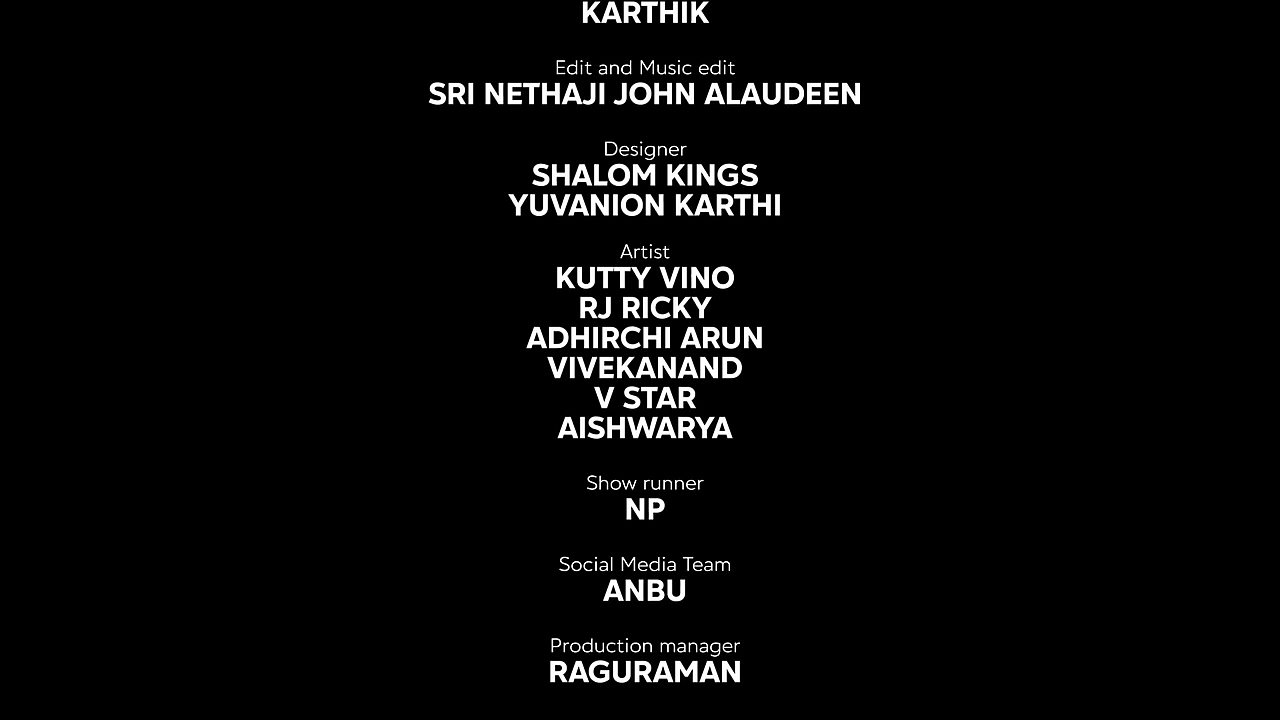 KARTHIK
Edit and Music edit
SRI NETHAJI JOHN ALAUDEEN
Designer
SHALOM KINGS
YUVANION KARTHI
Artist
KUTTY VINO
RJ RICKY
ADHIRCHI ARUN
VIVEKANAND
V STAR
AISHWARYA
Show runner
NP
Social Media Team
ANBU
Production manager
RAGURAMAN